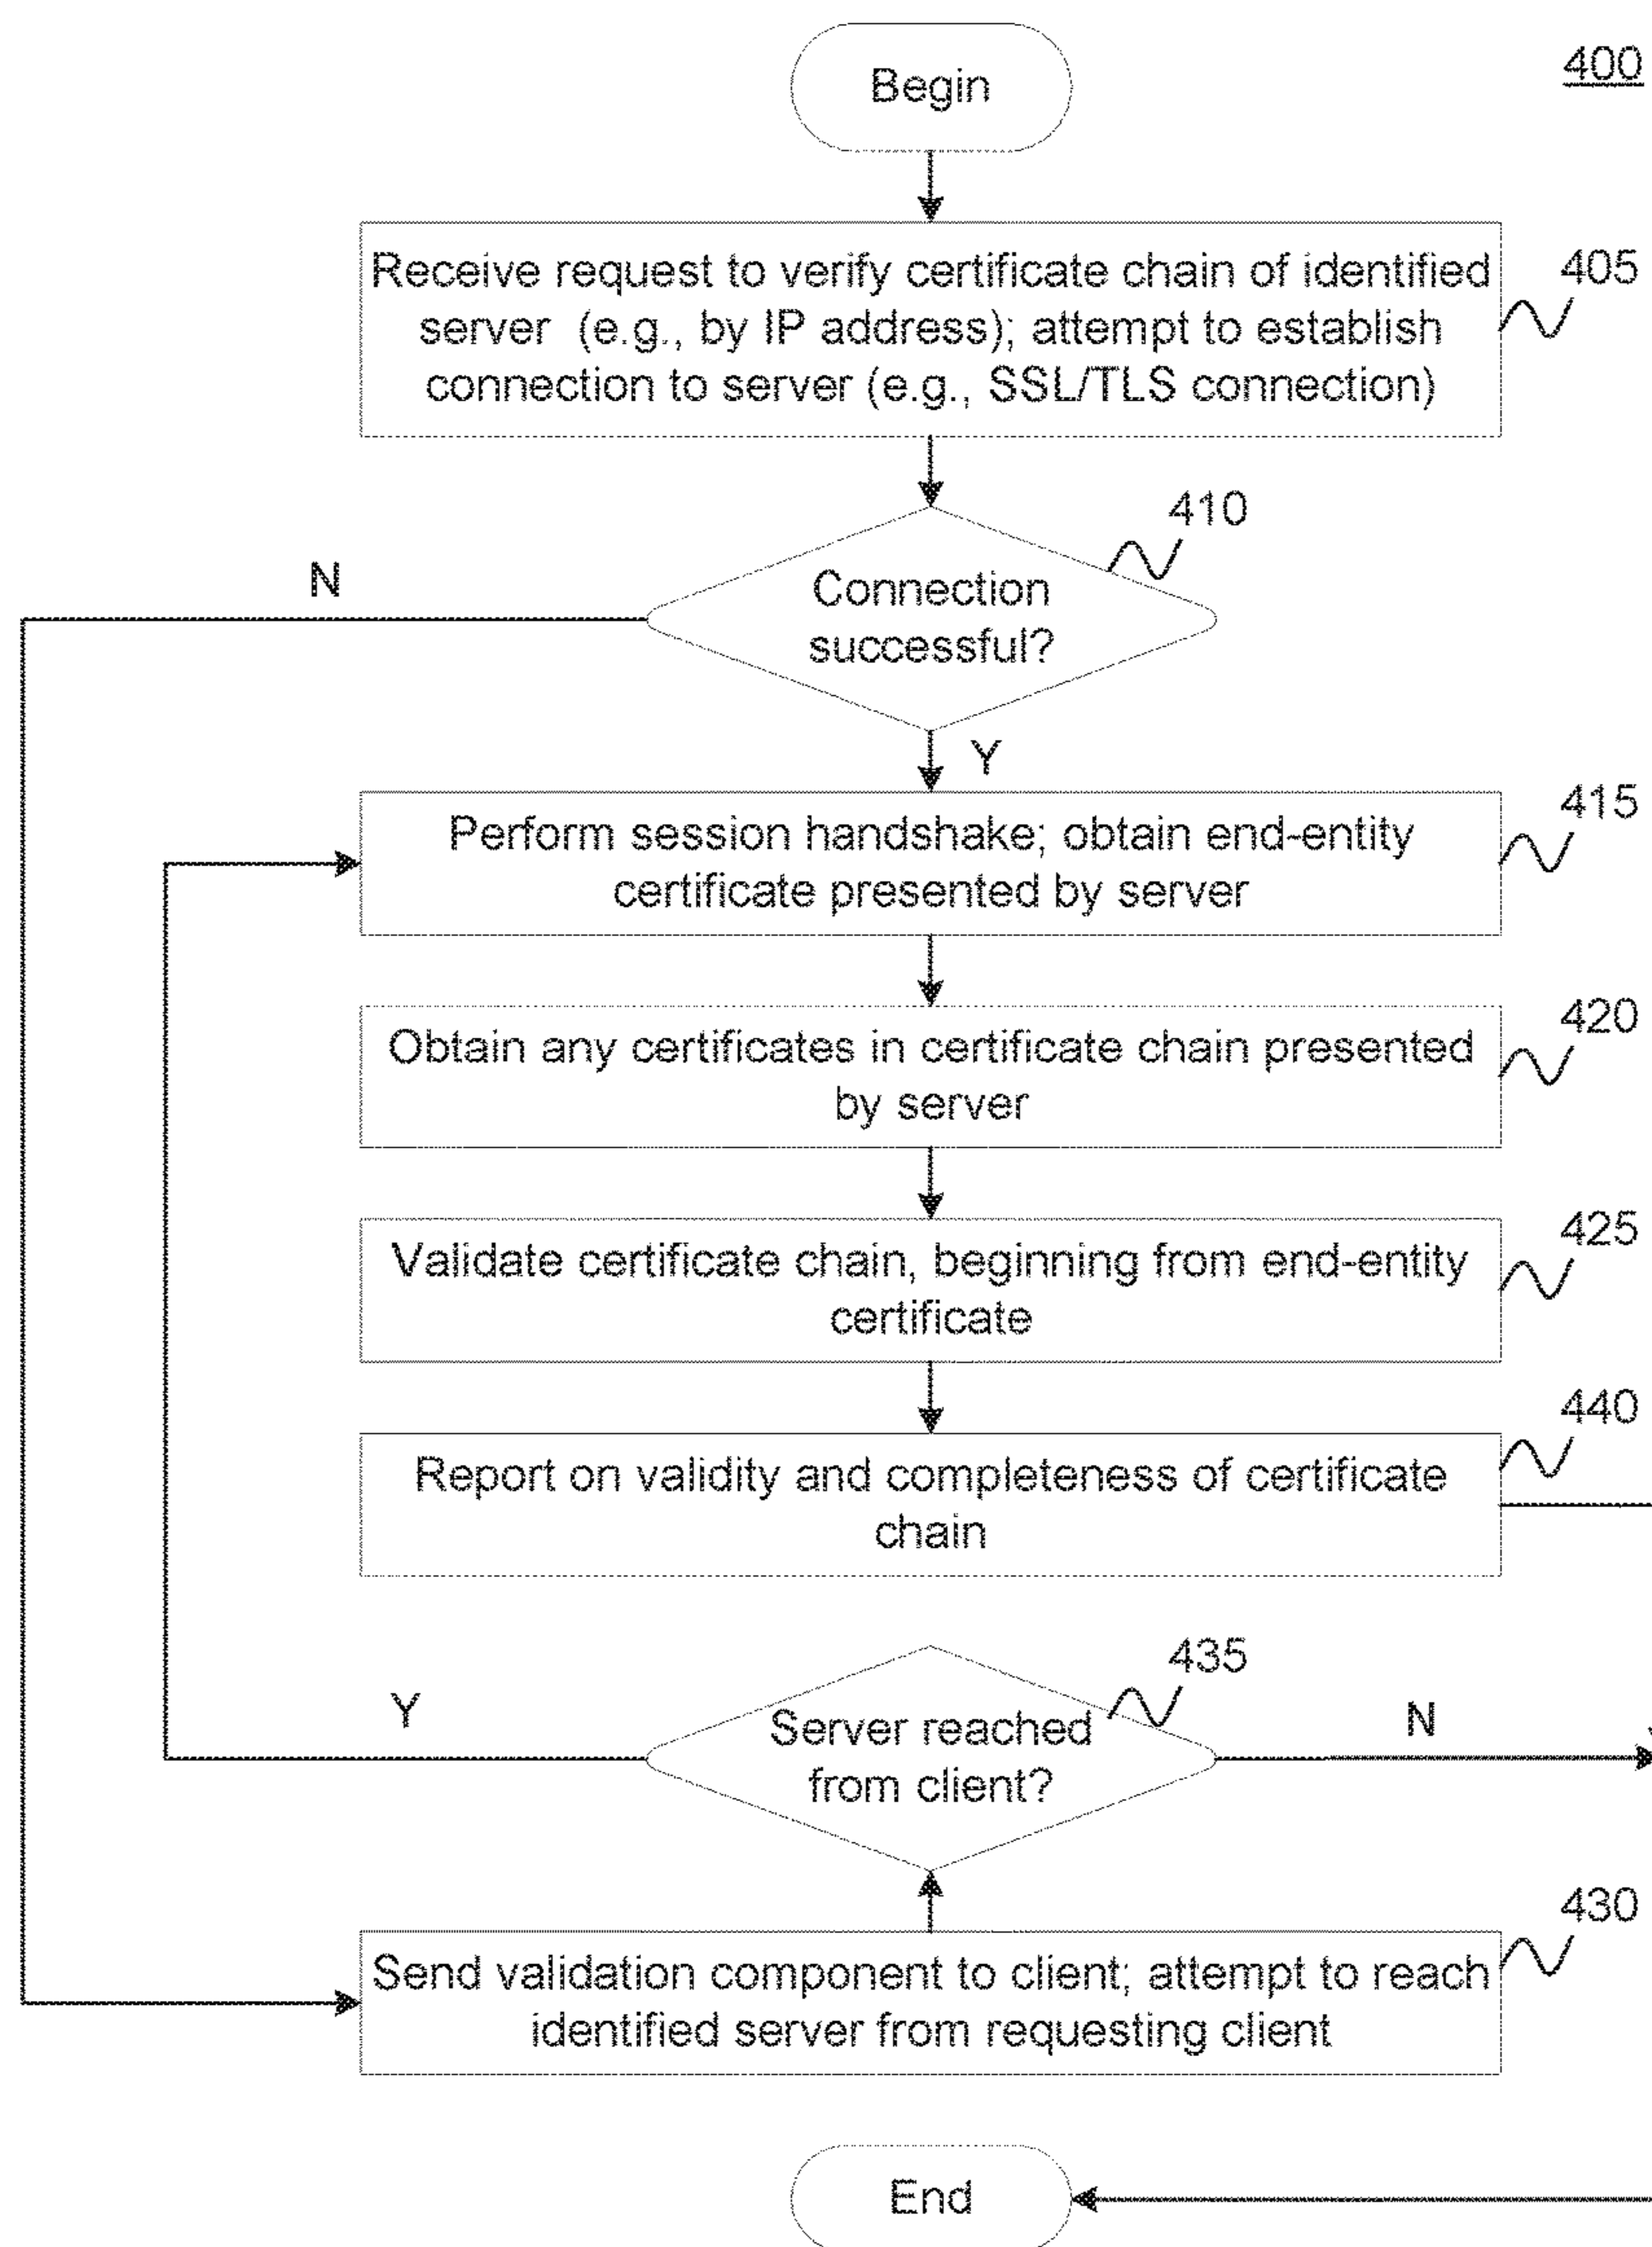 Begin
400
Receive request to verify certificate chain of identified
server (e.g., by IP address); attempt to establish
connection to server (e.g., SSL/TLS connection)
405
410
Connection
successful?
N
Y
Perform session handshake; obtain end-entity
certificate presented by server
415
Obtain any certificates in certificate chain presented
by server
420
Validate certificate chain, beginning from end-entity
certificate
425
Report on validity and completeness of certificate
chain
440
435
Server reached
from client?
Y
N
Send validation component to client; attempt to reach
identified server from requesting client
430
End